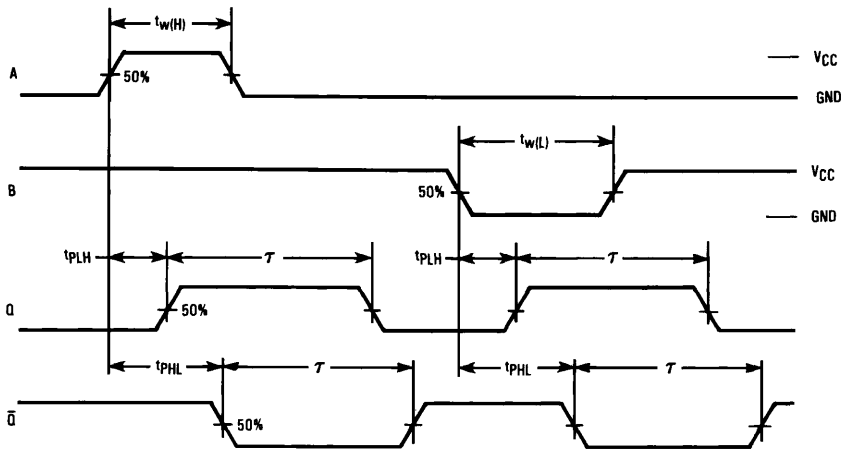 tw(H)
A
50%
VCC
GND
tw(L)
B
50%
VCC
GND
tPLH
τ
tPLH
τ
Q
50%
tPHL
τ
tPHL
τ
Q̅
50%